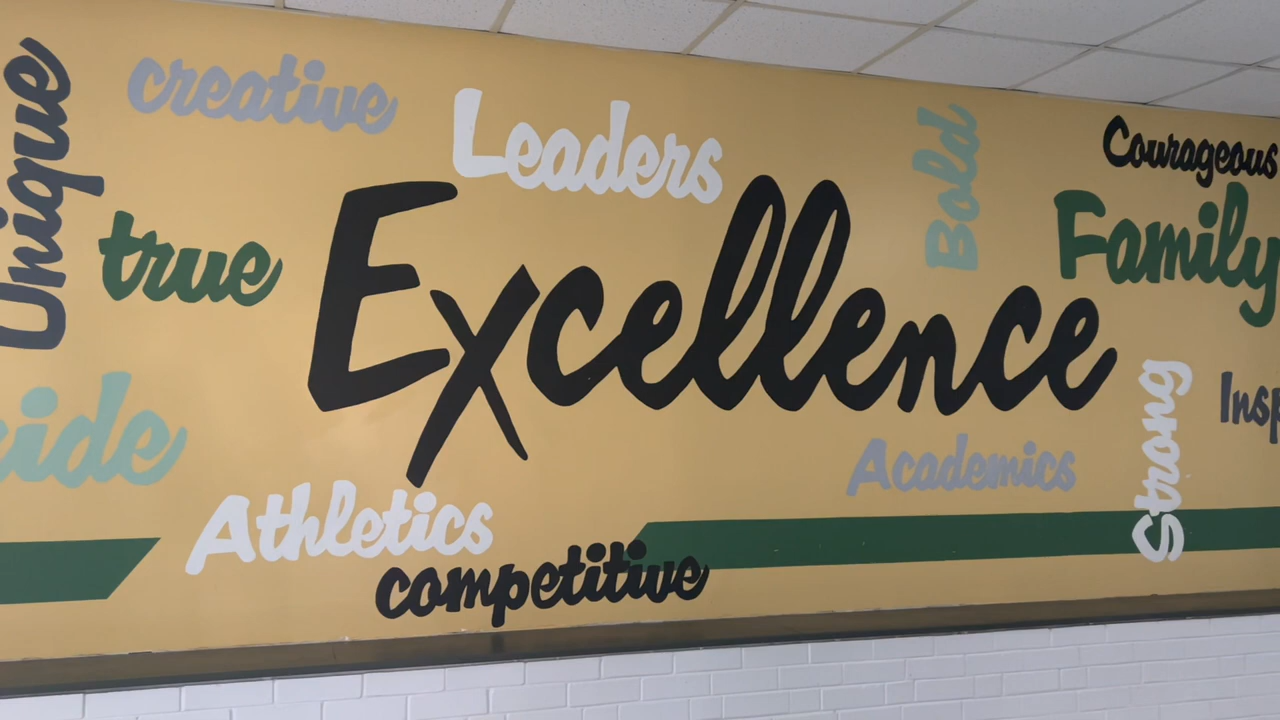 Unique
creative
Leaders
Bold
Courageous
true
Excellence
Family
Strong
Academics
Athletics
competitive